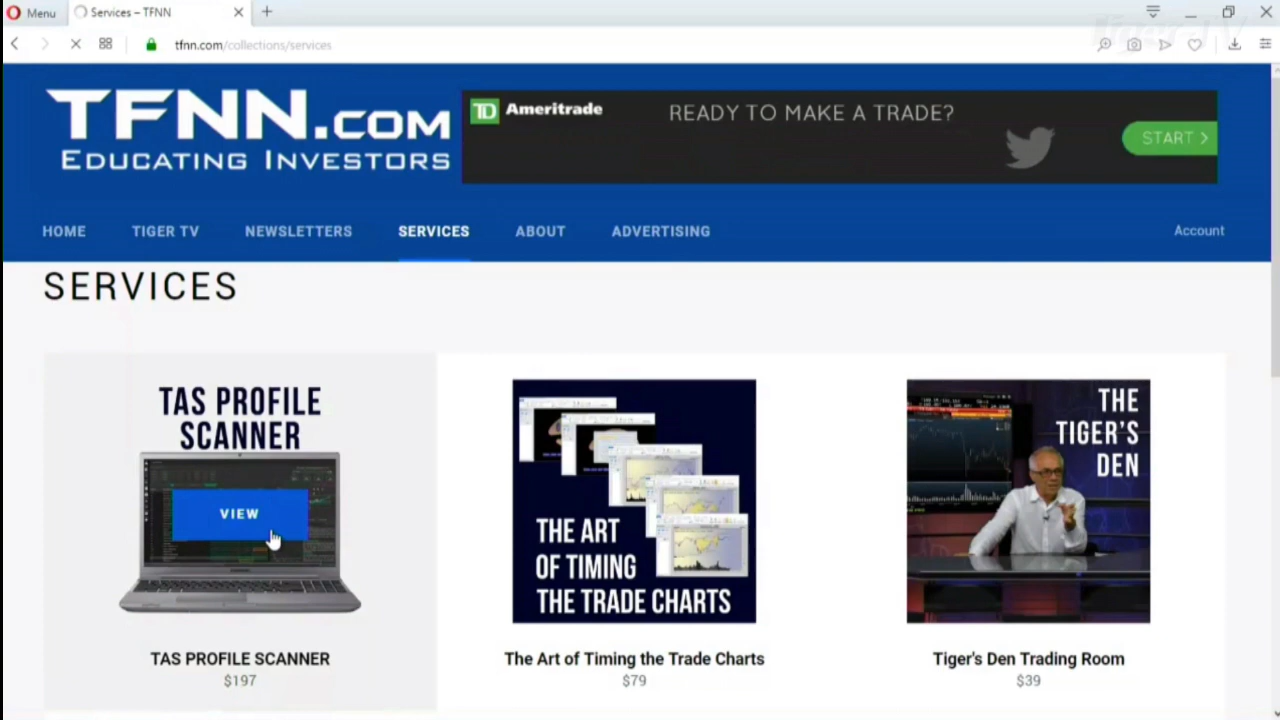 Menu
Services – TFNN
tfnn.com/collections/services
TFNN.COM
EDUCATING INVESTORS
TD Ameritrade
READY TO MAKE A TRADE?
START >
HOME
TIGER TV
NEWSLETTERS
SERVICES
ABOUT
ADVERTISING
Account
SERVICES
TAS PROFILE
SCANNER
VIEW
THE ART
OF TIMING
THE TRADE CHARTS
THE
TIGER'S
DEN
TAS PROFILE SCANNER
$197
The Art of Timing the Trade Charts
$79
Tiger's Den Trading Room
$39